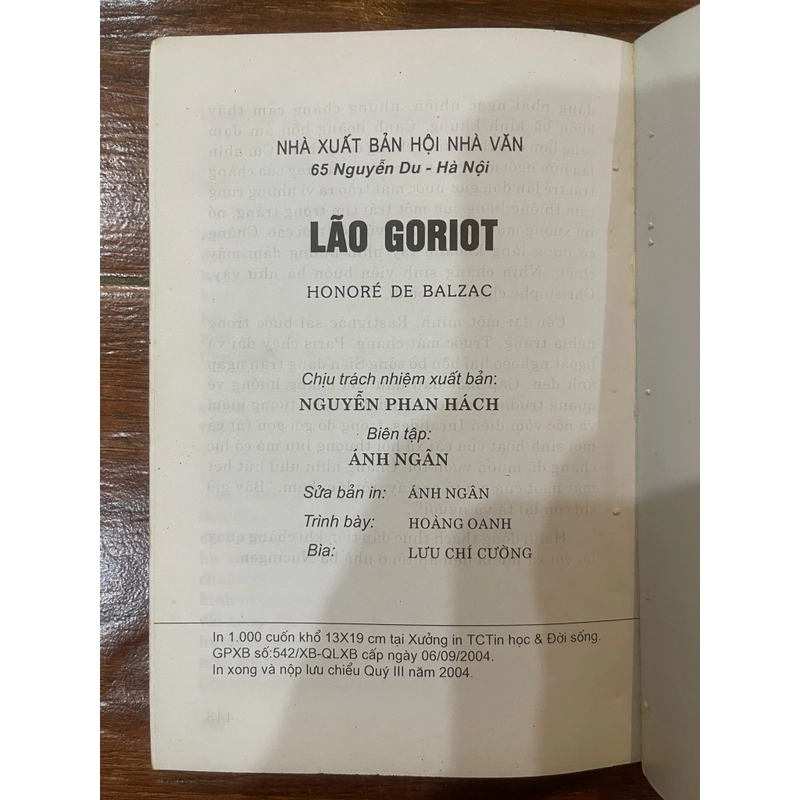 NHÀ XUẤT BẢN HỘI NHÀ VĂN
65 Nguyễn Du - Hà Nội
LÃO GORIOT
HONORÉ DE BALZAC
Chịu trách nhiệm xuất bản:
NGUYỄN PHAN HÁCH
Biên tập:
ÁNH NGÂN
Sửa bản in: ÁNH NGÂN
Trình bày: HOÀNG OANH
Bìa: LƯU CHÍ CƯỜNG
In 1.000 cuốn khổ 13X19 cm tại Xưởng in TCTin học & Đời sống.
GPXB số:542/XB-QLXB cấp ngày 06/09/2004.
In xong và nộp lưu chiểu Quý III năm 2004.